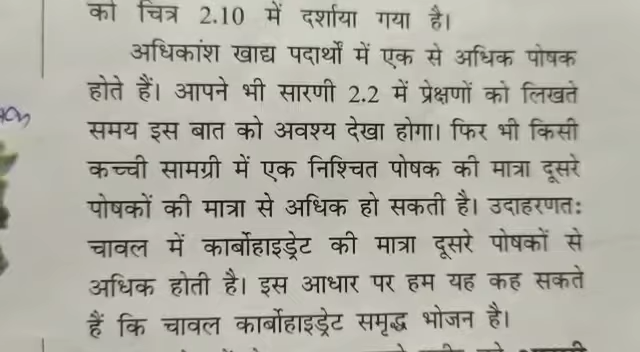 को चित्र 2.10 में दर्शाया गया है।
अधिकांश खाद्य पदार्थों में एक से अधिक पोषक
होते हैं। आपने भी सारणी 2.2 में प्रेक्षणों को लिखते
समय इस बात को अवश्य देखा होगा। फिर भी किसी
कच्ची सामग्री में एक निश्चित पोषक की मात्रा दूसरे
पोषकों की मात्रा से अधिक हो सकती है। उदाहरणतः
चावल में कार्बोहाइड्रेट की मात्रा दूसरे पोषकों से
अधिक होती है। इस आधार पर हम यह कह सकते
हैं कि चावल कार्बोहाइड्रेट समृद्ध भोजन है।